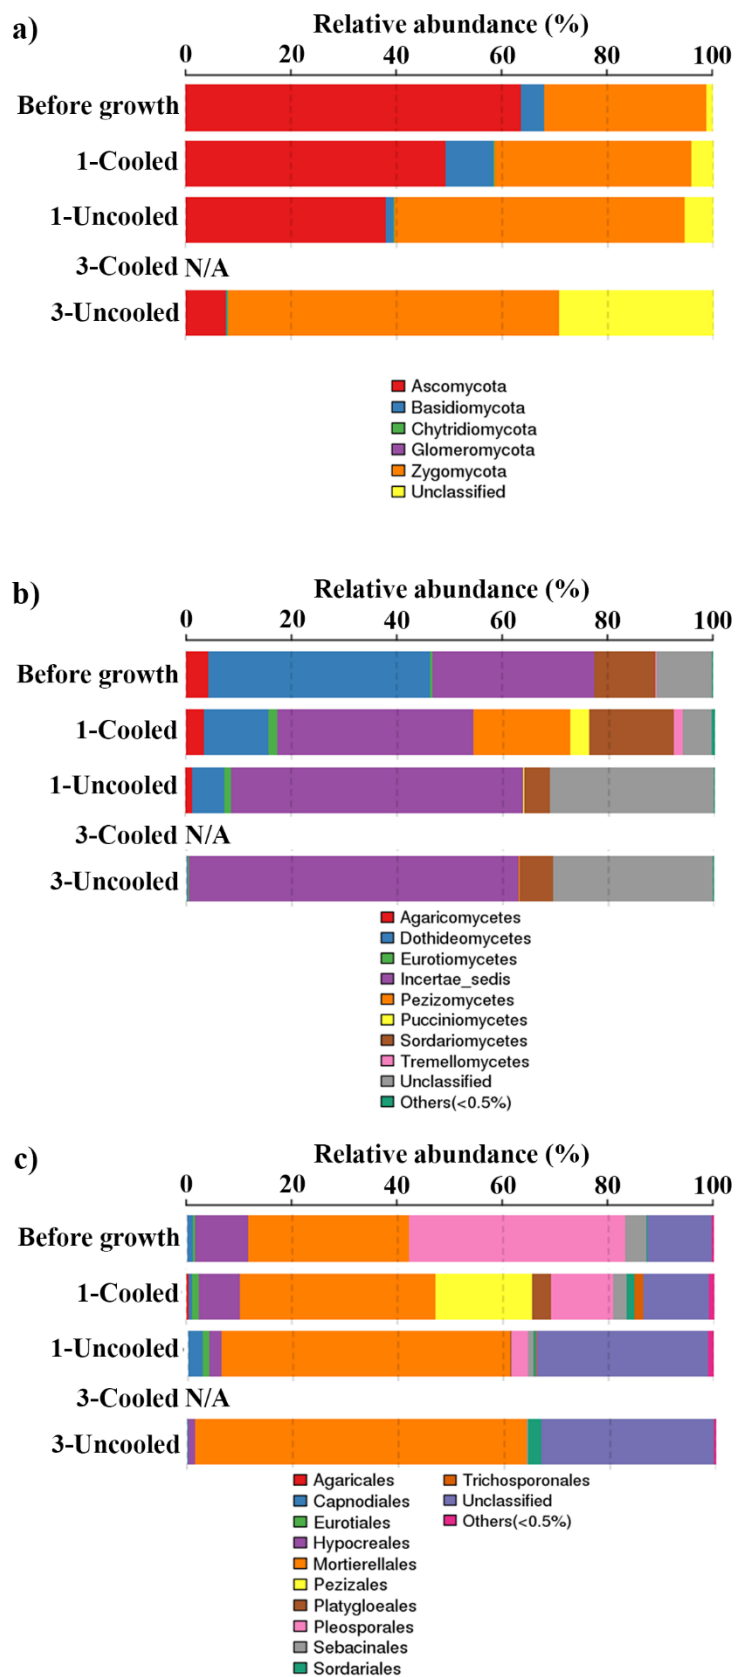 a)
Relative abundance (%)
0 20 40 60 80 100
Before growth
1-Cooled
1-Uncooled
3-Cooled N/A
3-Uncooled
Ascomycota
Basidiomycota
Chytridiomycota
Glomeromycota
Zygomycota
Unclassified
b)
Relative abundance (%)
0 20 40 60 80 100
Before growth
1-Cooled
1-Uncooled
3-Cooled N/A
3-Uncooled
Agaricomycetes
Dothideomycetes
Eurotiomycetes
Incertae_sedis
Pezizomycetes
Pucciniomycetes
Sordariomycetes
Tremellomycetes
Unclassified
Others(<0.5%)
c)
Relative abundance (%)
0 20 40 60 80 100
Before growth
1-Cooled
1-Uncooled
3-Cooled N/A
3-Uncooled
Agaricales
Capnodiales
Eurotiales
Hypocreales
Mortierellales
Pezizales
Platygloeales
Pleosporales
Sebacinales
Sordariales
Trichosporonales
Unclassified
Others(<0.5%)